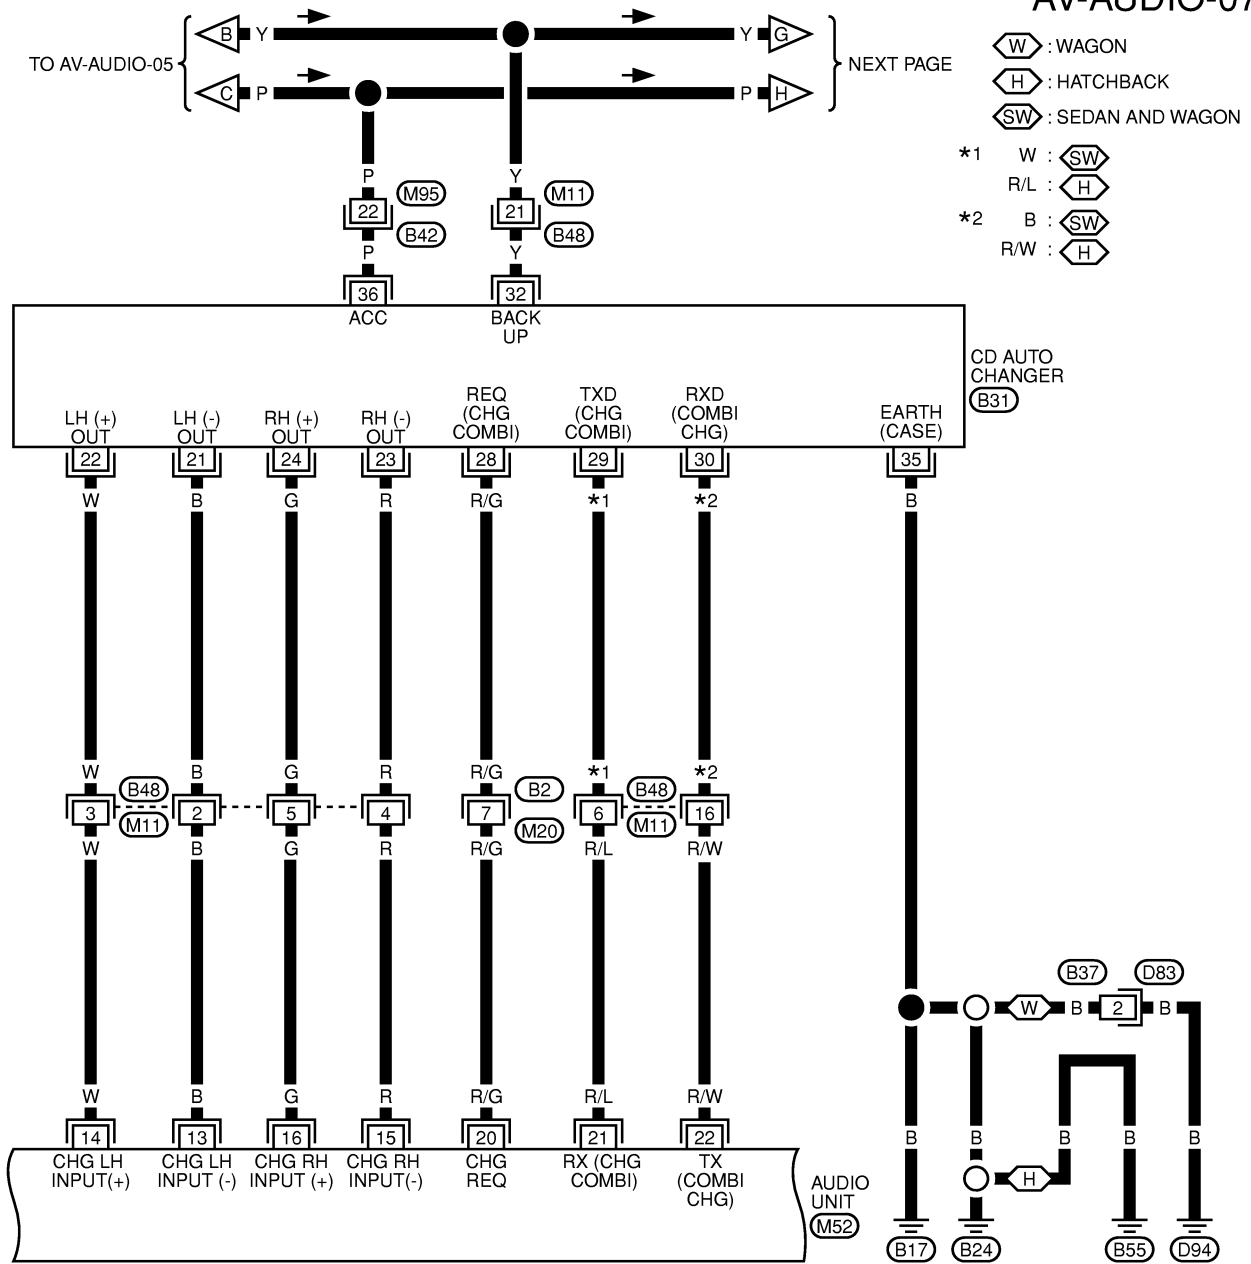 AV-AUDIO-07
B Y Y G
TO AV-AUDIO-05 NEXT PAGE
C P P H
W : WAGON
H : HATCHBACK
SW : SEDAN AND WAGON
*1 W : SW
R/L : H
*2 B : SW
R/W : H
P Y
M95 M11
22 21
B42 B48
P Y
36 32
ACC BACK
UP
CD AUTO
CHANGER
B31
LH (+)
OUT
LH (-)
OUT
RH (+)
OUT
RH (-)
OUT
REQ
(CHG
COMBI)
TXD
(CHG
COMBI)
RXD
(COMBI
CHG)
EARTH
(CASE)
22 21 24 23 28 29 30 35
W B G R R/G *1 *2 B
W B G R R/G *1 *2
B48 B2 B48
3 2 5 4 7 6 16
M11 M20 M11
W B G R R/G R/L R/W
B37 D83
W B 2 B
W B G R R/G R/L R/W
14 13 16 15 20 21 22
B B B B B
CHG LH
INPUT(+)
CHG LH
INPUT (-)
CHG RH
INPUT (+)
CHG RH
INPUT(-)
CHG
REQ
RX (CHG
COMBI)
TX
(COMBI
CHG)
AUDIO
UNIT
M52
H
B17 B24 B55 D94